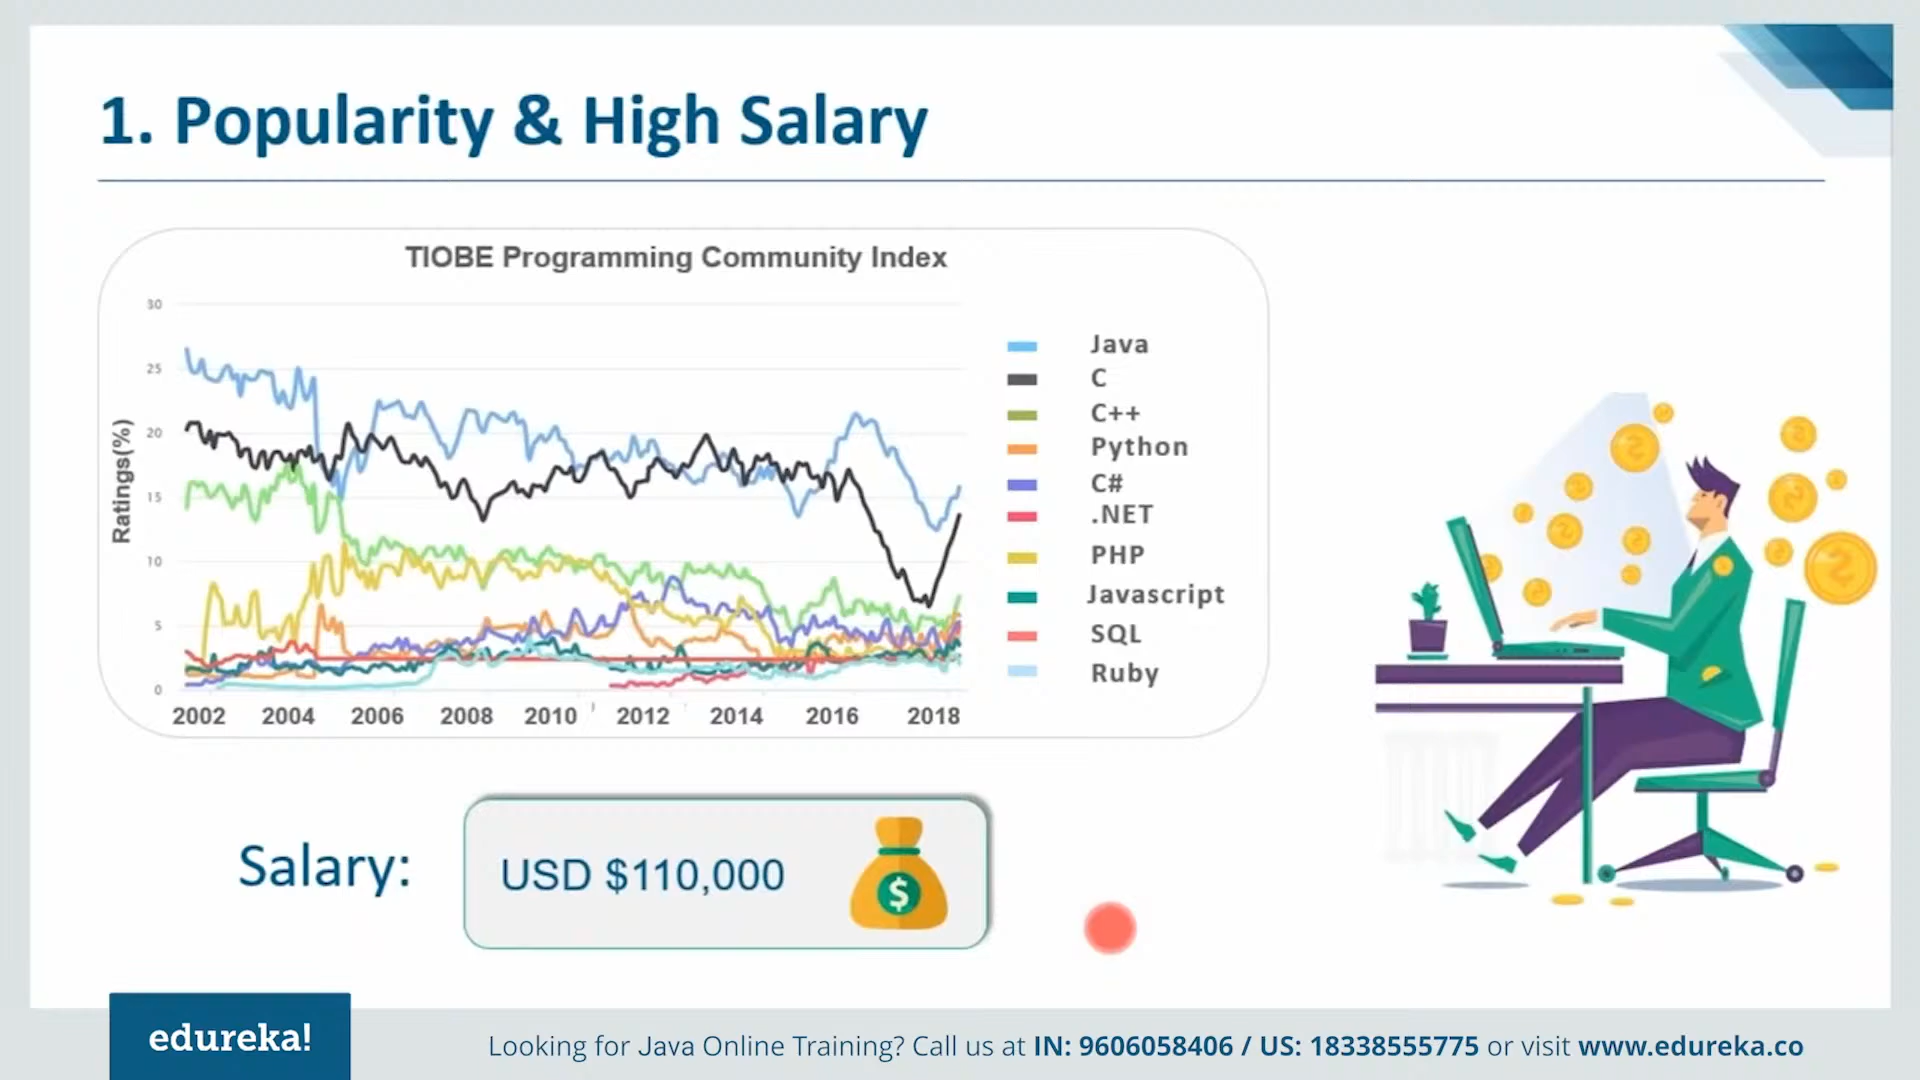 1. Popularity & High Salary
TIOBE Programming Community Index
Ratings(%)
30
25
20
15
10
5
0
2002 2004 2006 2008 2010 2012 2014 2016 2018
Java
C
C++
Python
C#
.NET
PHP
Javascript
SQL
Ruby
Salary:
USD $110,000
$
edureka!
Looking for Java Online Training? Call us at IN: 9606058406 / US: 18338555775 or visit www.edureka.co